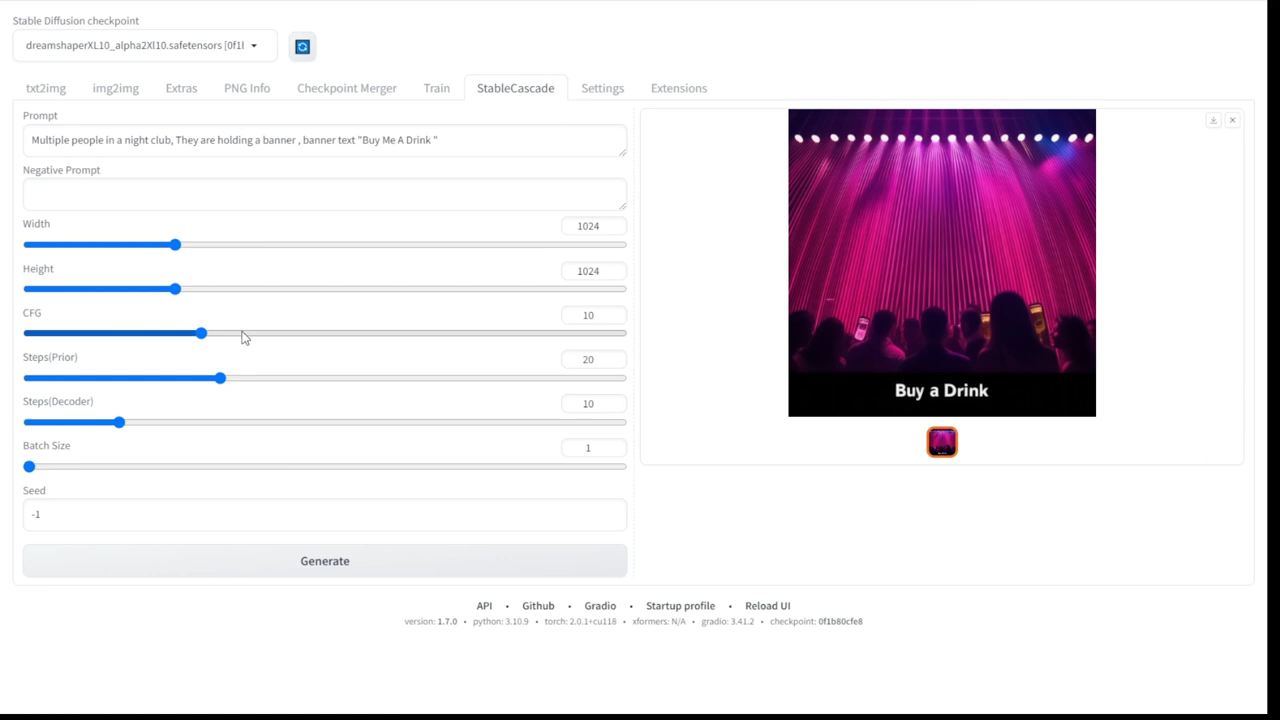 Stable Diffusion checkpoint
dreamshaperXL10_alpha2Xl10.safetensors [0f1l
txt2img img2img Extras PNG Info Checkpoint Merger Train StableCascade Settings Extensions
Prompt
Multiple people in a night club, They are holding a banner , banner text "Buy Me A Drink "
Negative Prompt
Width
1024
Height
1024
CFG
10
Steps(Prior)
20
Steps(Decoder)
10
Batch Size
1
Seed
-1
Generate
Buy a Drink
API • Github • Gradio • Startup profile • Reload UI
version: 1.7.0 • python: 3.10.9 • torch: 2.0.1+cu118 • xformers: N/A • gradio: 3.41.2 • checkpoint: 0f1b80cfe8